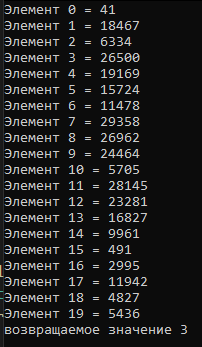 Элемент 0 = 41
Элемент 1 = 18467
Элемент 2 = 6334
Элемент 3 = 26500
Элемент 4 = 19169
Элемент 5 = 15724
Элемент 6 = 11478
Элемент 7 = 29358
Элемент 8 = 26962
Элемент 9 = 24464
Элемент 10 = 5705
Элемент 11 = 28145
Элемент 12 = 23281
Элемент 13 = 16827
Элемент 14 = 9961
Элемент 15 = 491
Элемент 16 = 2995
Элемент 17 = 11942
Элемент 18 = 4827
Элемент 19 = 5436
возвращаемое значение 3